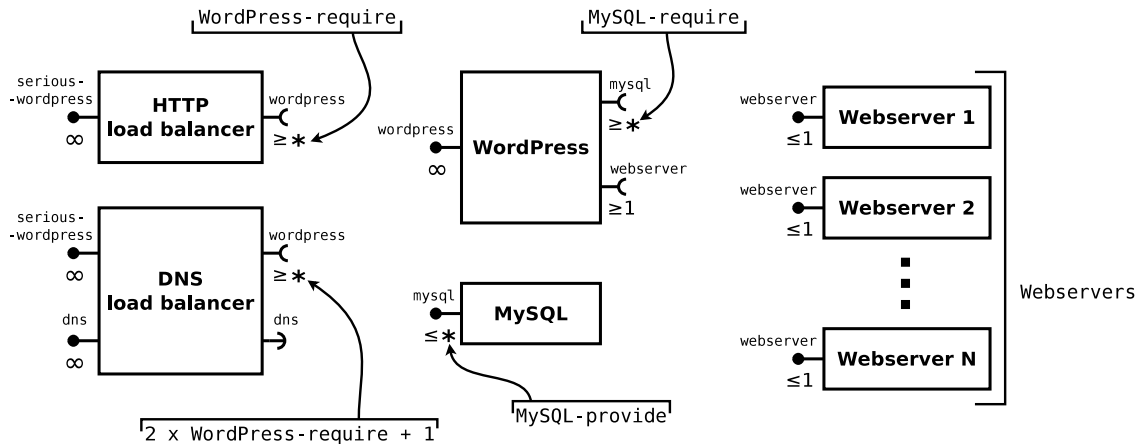 WordPress-require
MySQL-require
serious-
-wordpress
∞
HTTP
load balancer
wordpress
≥ *
wordpress
∞
WordPress
mysql
≥ *
webserver
≥1
webserver
≤1
Webserver 1
webserver
≤1
Webserver 2
webserver
≤1
Webserver N
Webservers
serious-
-wordpress
∞
dns
∞
DNS
load balancer
wordpress
≥ *
dns
mysql
≤ *
MySQL
2 x WordPress-require + 1
MySQL-provide